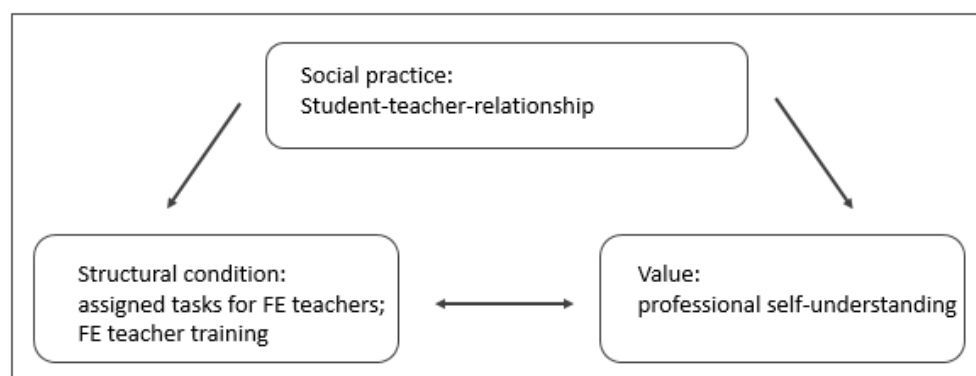 Social practice:
Student-teacher-relationship
Structural condition:
assigned tasks for FE teachers;
FE teacher training
Value:
professional self-understanding